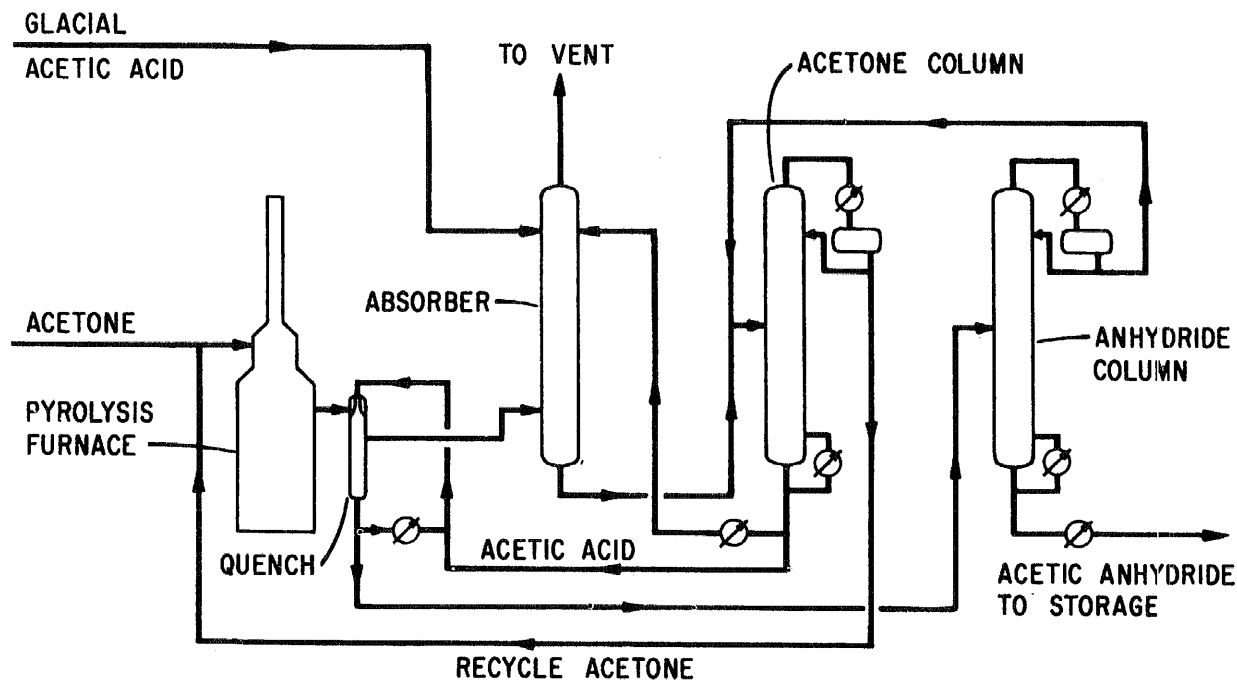 GLACIAL
ACETIC ACID
TO VENT
ACETONE COLUMN
ABSORBER
ACETONE
ANHYDRIDE
COLUMN
PYROLYSIS
FURNACE
QUENCH
ACETIC ACID
ACETIC ANHYDRIDE
TO STORAGE
RECYCLE ACETONE